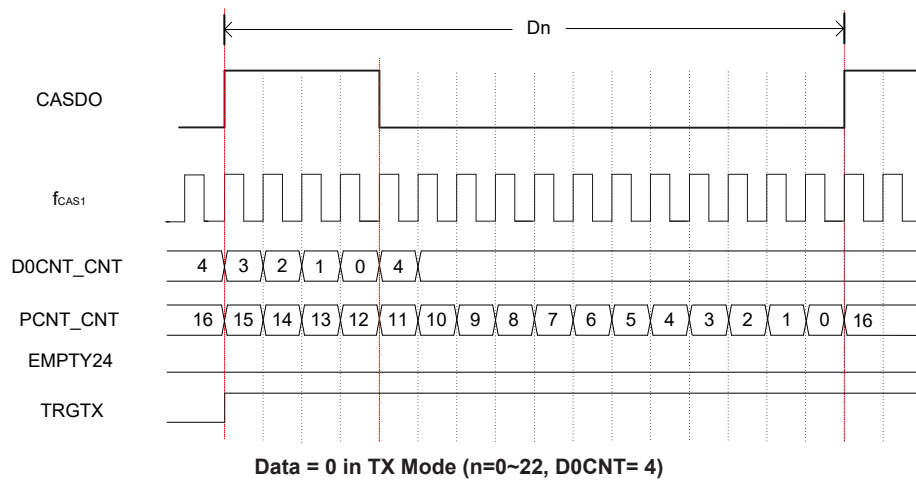 Dn
CASDO
fCAS1
D0CNT_CNT 4 3 2 1 0 4
PCNT_CNT 16 15 14 13 12 11 10 9 8 7 6 5 4 3 2 1 0 16
EMPTY24
TRGTX
Data = 0 in TX Mode (n=0~22, D0CNT= 4)